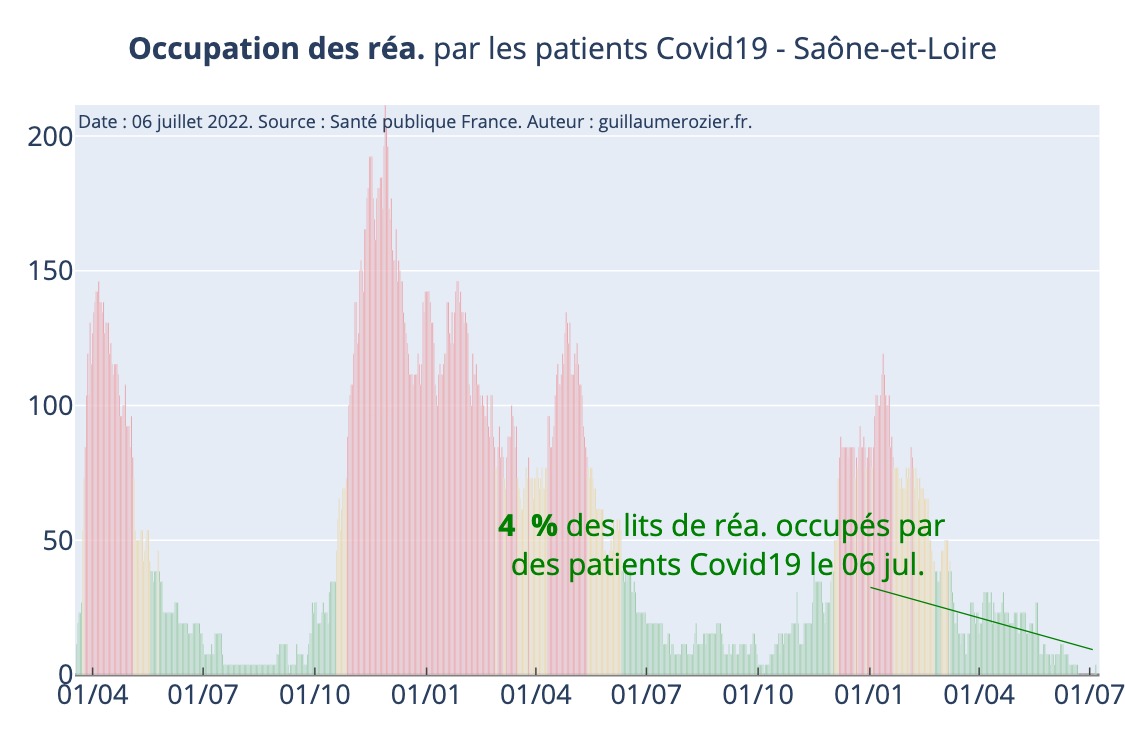 Occupation des réa. par les patients Covid19 - Saône-et-Loire
Date : 06 juillet 2022. Source : Santé publique France. Auteur : guillaumerozier.fr.
200
150
100
50
0
4 % des lits de réa. occupés par
des patients Covid19 le 06 jul.
01/04 01/07 01/10 01/01 01/04 01/07 01/10 01/01 01/04 01/07